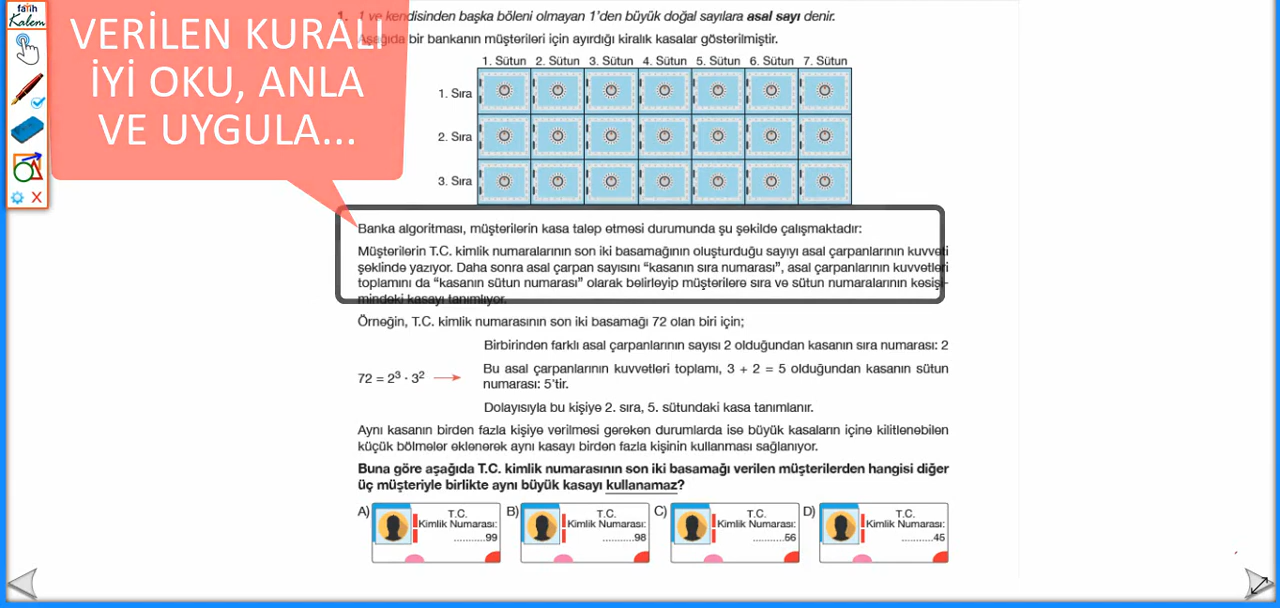 fatih
Kalem
VERİLEN KURALI
İYİ OKU, ANLA
VE UYGULA...
1. 1 ve kendisinden başka böleni olmayan 1'den büyük doğal sayılara asal sayı denir.
Aşağıda bir bankanın müşterileri için ayırdığı kiralık kasalar gösterilmiştir.
1. Sütun 2. Sütun 3. Sütun 4. Sütun 5. Sütun 6. Sütun 7. Sütun
1. Sıra
2. Sıra
3. Sıra
Banka algoritması, müşterilerin kasa talep etmesi durumunda şu şekilde çalışmaktadır:
Müşterilerin T.C. kimlik numaralarının son iki basamağının oluşturduğu sayıyı asal çarpanlarının kuvveti
şeklinde yazıyor. Daha sonra asal çarpan sayısını "kasanın sıra numarası", asal çarpanlarının kuvvetleri
toplamını da "kasanın sütun numarası" olarak belirleyip müşterilere sıra ve sütun numaralarının kesişi-
mindeki kasayı tanımlıyor.
Örneğin, T.C. kimlik numarasının son iki basamağı 72 olan biri için;
Birbirinden farklı asal çarpanlarının sayısı 2 olduğundan kasanın sıra numarası: 2
72 = 2³ · 3²
Bu asal çarpanlarının kuvvetleri toplamı, 3 + 2 = 5 olduğundan kasanın sütun
numarası: 5'tir.
Dolayısıyla bu kişiye 2. sıra, 5. sütundaki kasa tanımlanır.
Aynı kasanın birden fazla kişiye verilmesi gereken durumlarda ise büyük kasaların içine kilitlenebilen
küçük bölmeler eklenerek aynı kasayı birden fazla kişinin kullanması sağlanıyor.
Buna göre aşağıda T.C. kimlik numarasının son iki basamağı verilen müşterilerden hangisi diğer
üç müşteriyle birlikte aynı büyük kasayı kullanamaz?
A) T.C. Kimlik Numarası: ...........99
B) T.C. Kimlik Numarası: ...........98
C) T.C. Kimlik Numarası: ...........56
D) T.C. Kimlik Numarası: ...........45